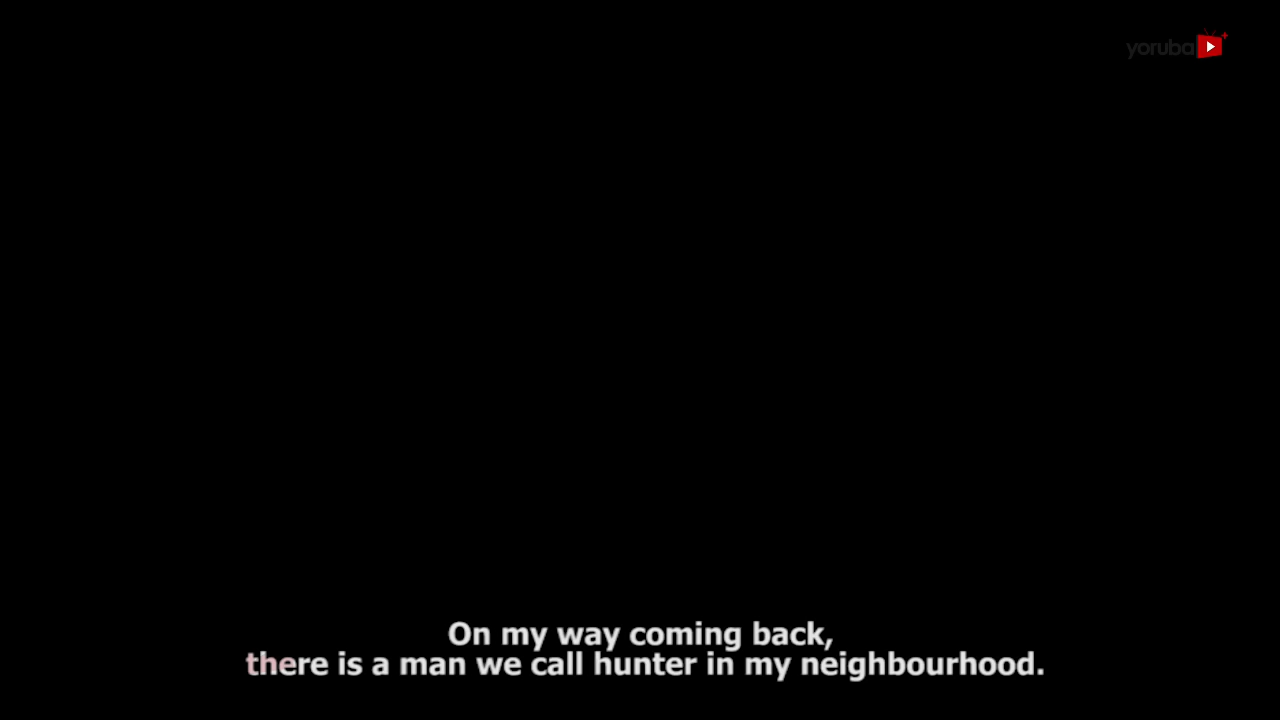 yoruba
On my way coming back,
there is a man we call hunter in my neighbourhood.